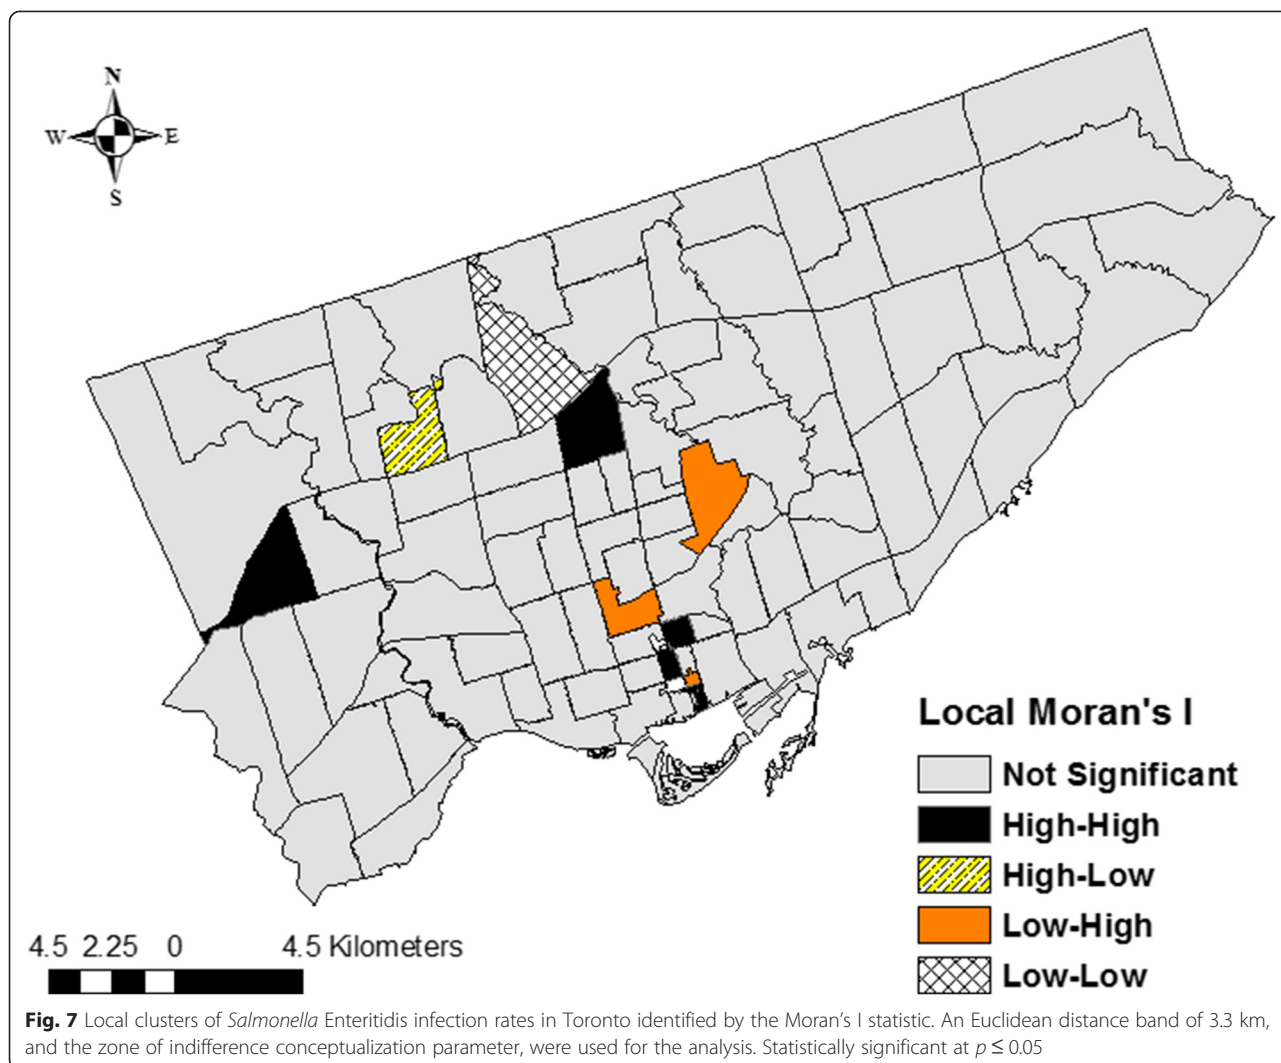 N
W E
S
Local Moran's I
Not Significant
High-High
High-Low
Low-High
Low-Low
4.5 2.25 0 4.5 Kilometers
Fig. 7 Local clusters of Salmonella Enteritidis infection rates in Toronto identified by the Moran’s I statistic. An Euclidean distance band of 3.3 km,
and the zone of indifference conceptualization parameter, were used for the analysis. Statistically significant at p ≤ 0.05